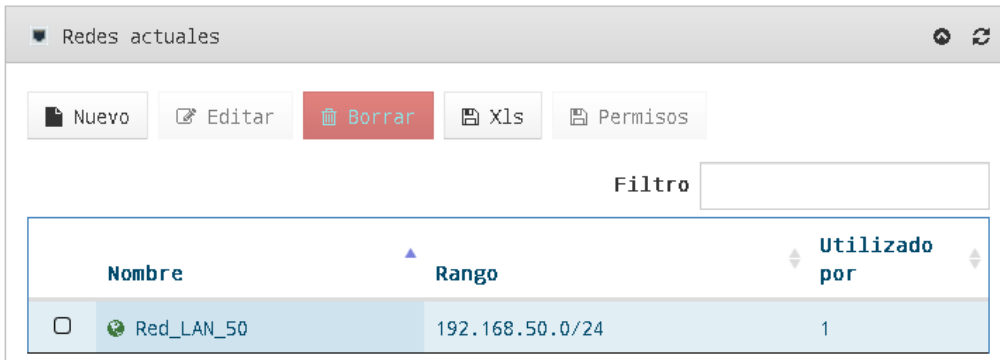 Redes actuales
Nuevo Editar Borrar Xls Permisos
Filtro
Nombre Rango Utilizado por
Red_LAN_50 192.168.50.0/24 1